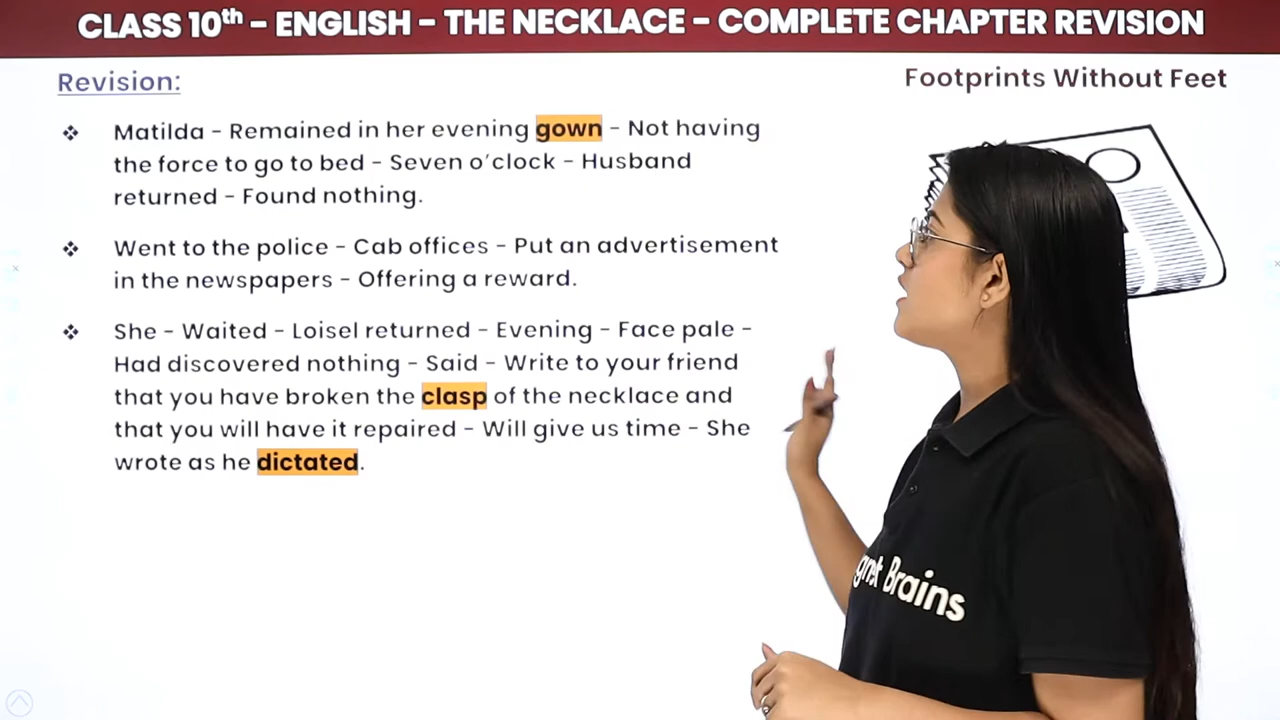 CLASS 10th – ENGLISH – THE NECKLACE – COMPLETE CHAPTER REVISION
Revision:
Footprints Without Feet
❖ Matilda – Remained in her evening gown – Not having
the force to go to bed – Seven o’clock – Husband
returned – Found nothing.
❖ Went to the police – Cab offices – Put an advertisement
in the newspapers – Offering a reward.
❖ She – Waited – Loisel returned – Evening – Face pale –
Had discovered nothing – Said – Write to your friend
that you have broken the clasp of the necklace and
that you will have it repaired – Will give us time – She
wrote as he dictated.
gnet Brains